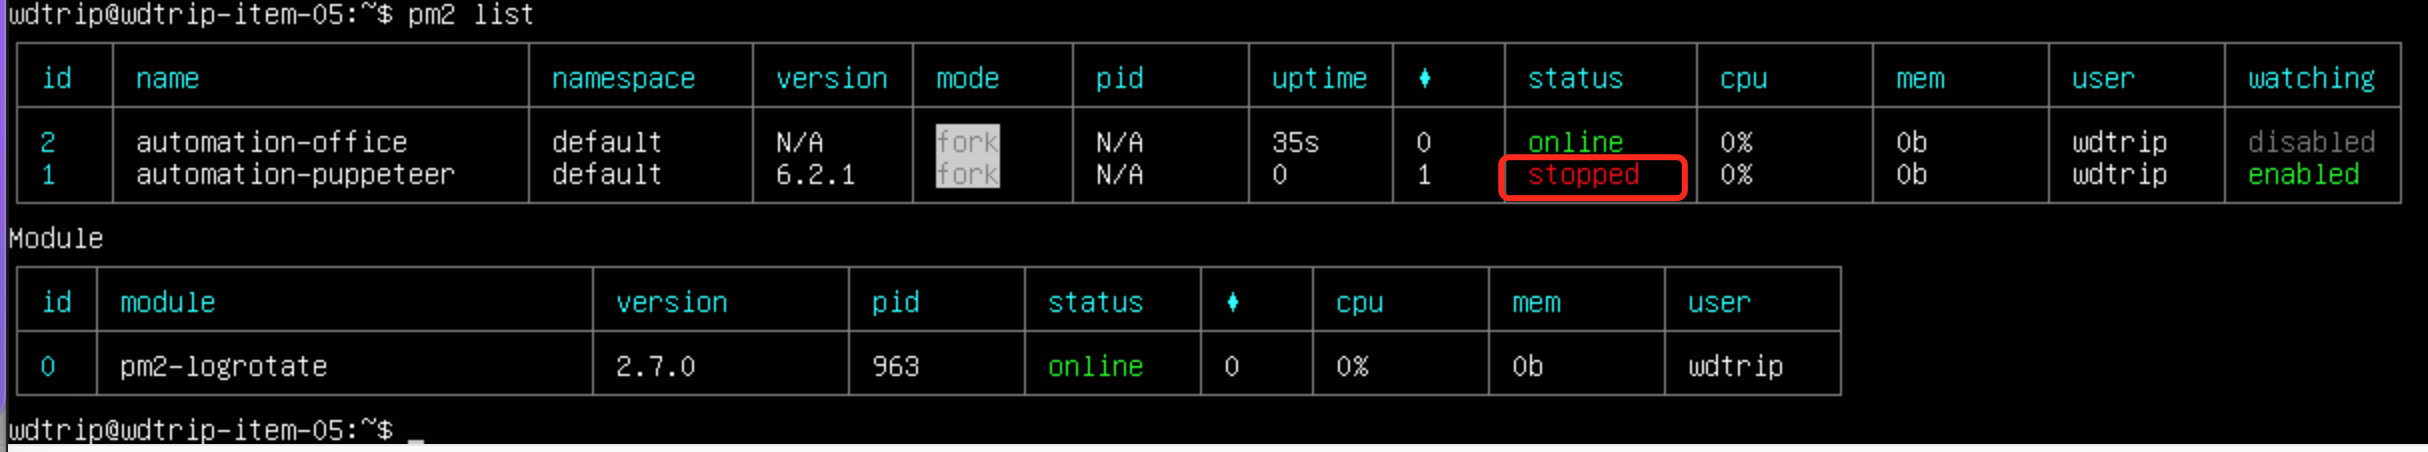 wdtrip@wdtrip-item-05:~$ pm2 list
id name namespace version mode pid uptime ♦ status cpu mem user watching
2 automation-office default N/A fork N/A 35s 0 online 0% 0b wdtrip disabled
1 automation-puppeteer default 6.2.1 fork N/A 0 1 stopped 0% 0b wdtrip enabled
Module
id module version pid status ♦ cpu mem user
0 pm2-logrotate 2.7.0 963 online 0 0% 0b wdtrip
wdtrip@wdtrip-item-05:~$ _